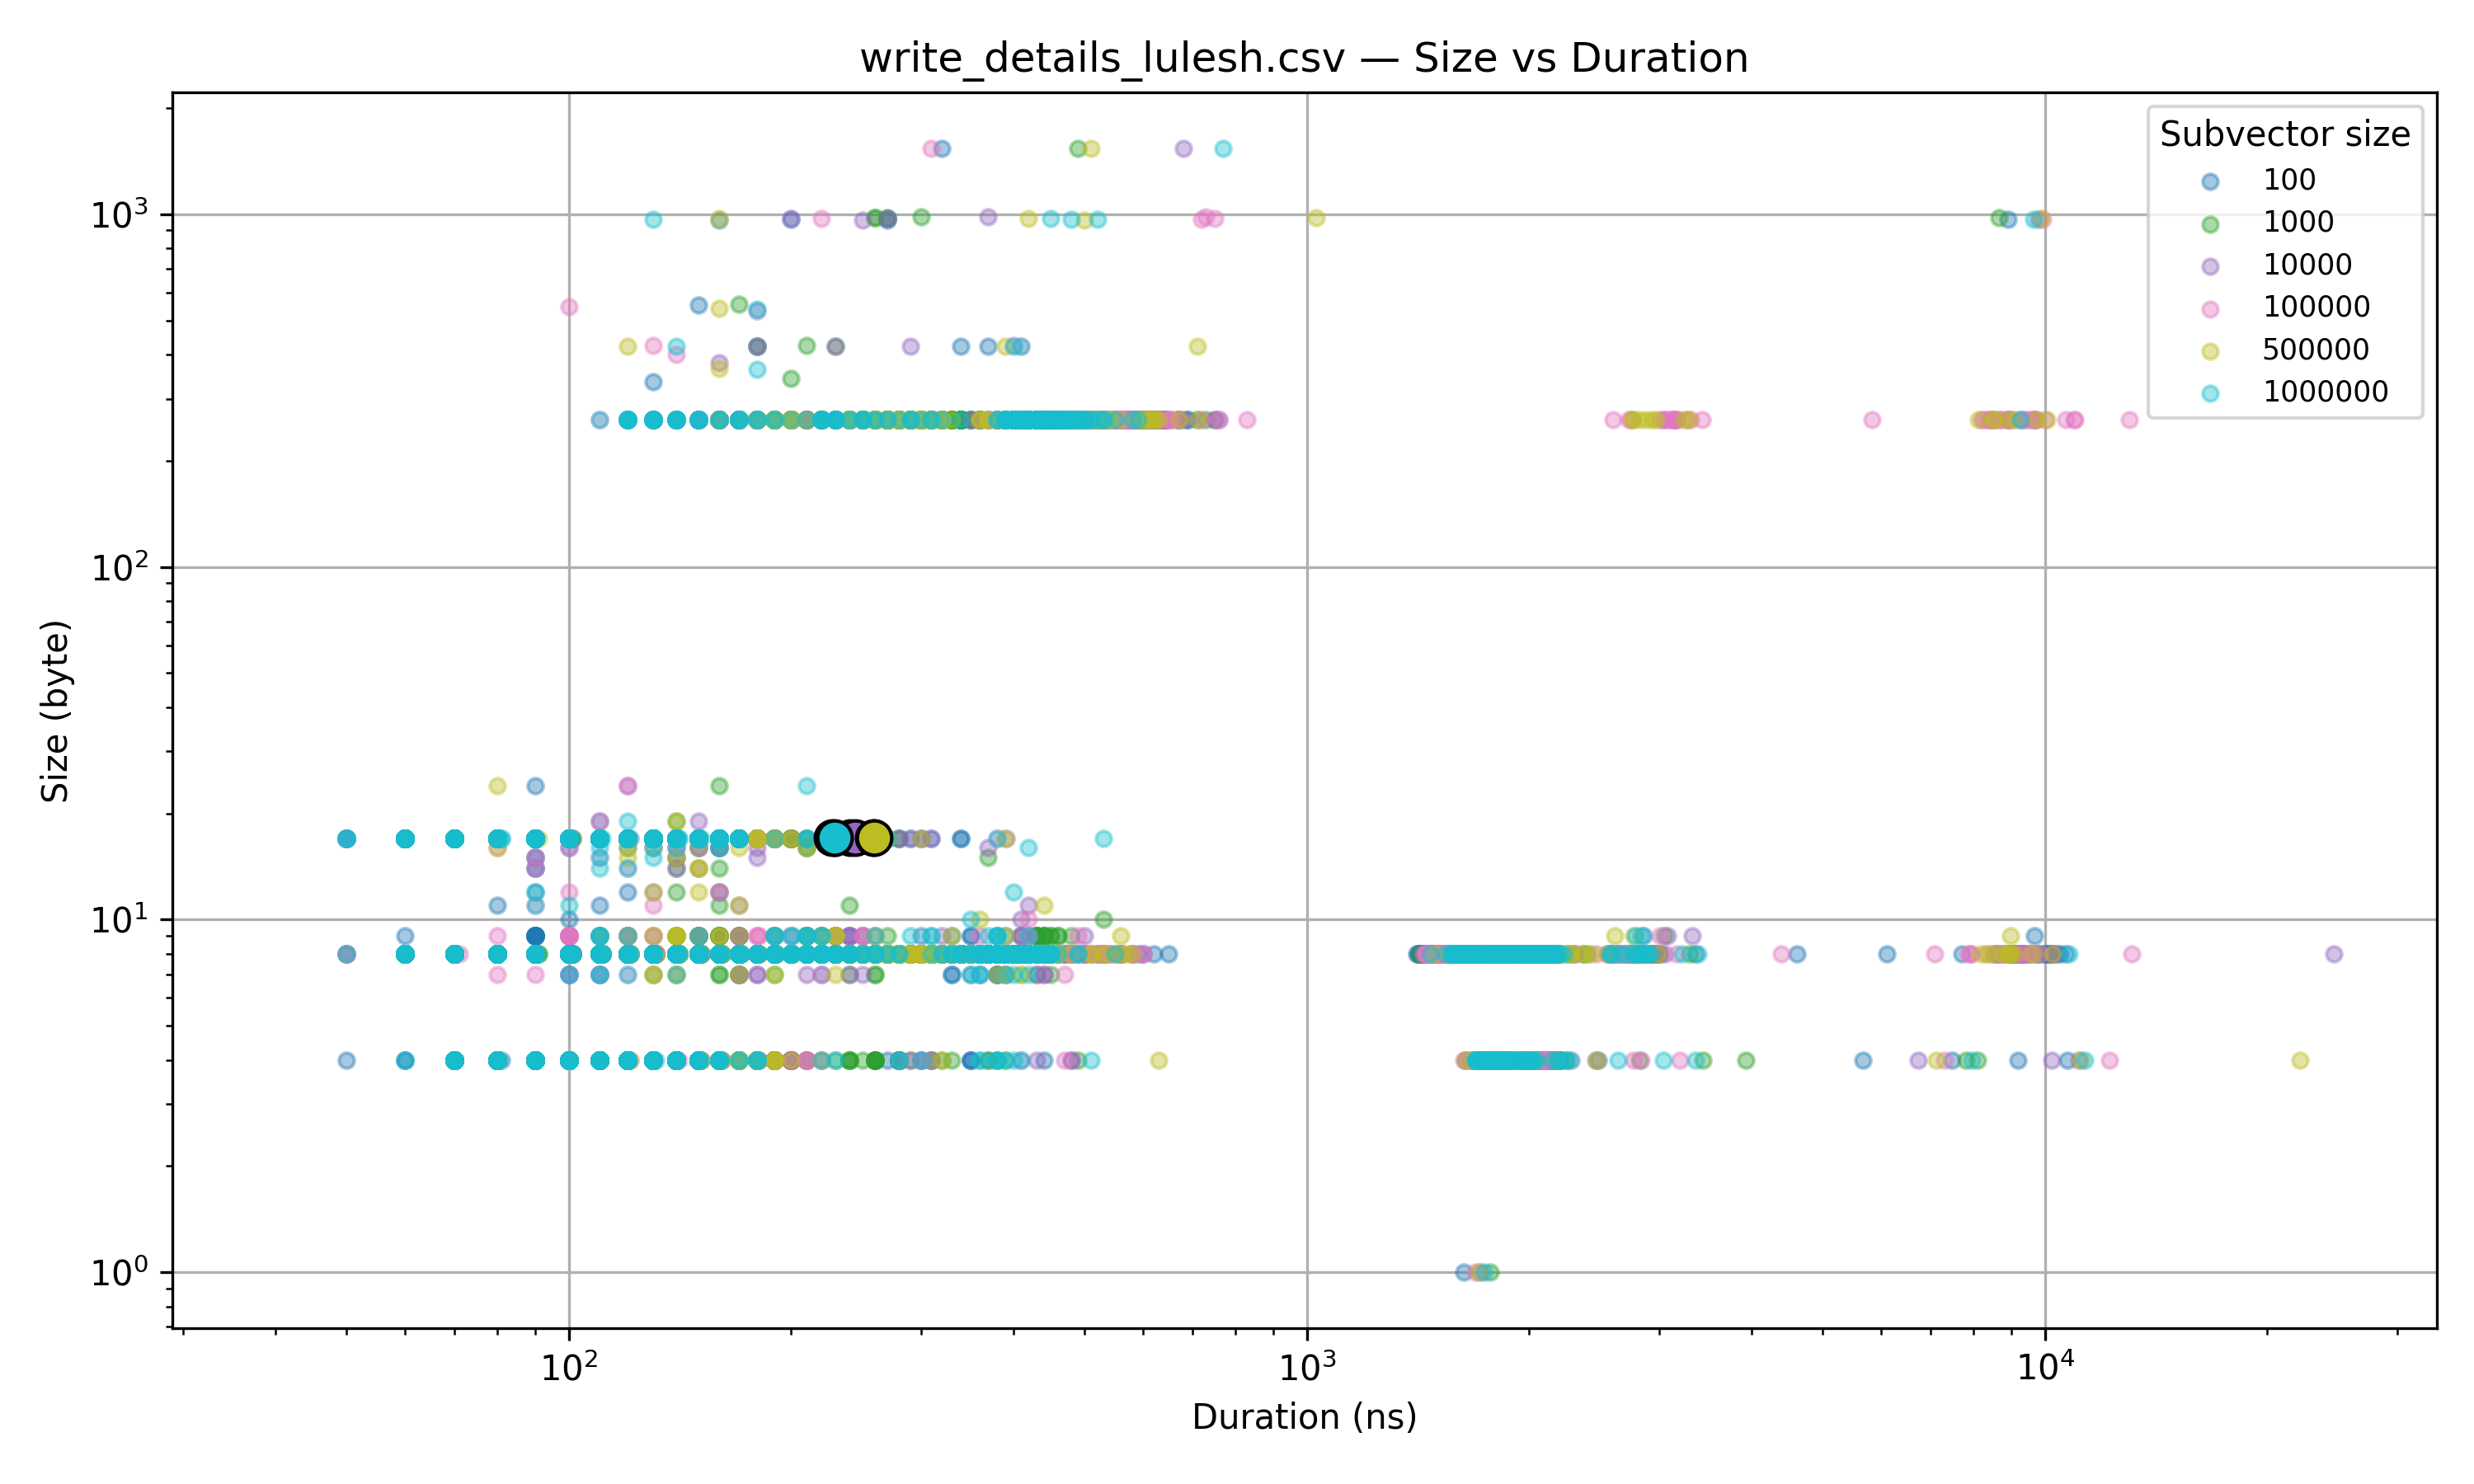 write_details_lulesh.csv — Size vs Duration
Subvector size
100
1000
10000
100000
500000
1000000
10³
10²
10¹
10⁰
Size (byte)
10² 10³ 10⁴
Duration (ns)